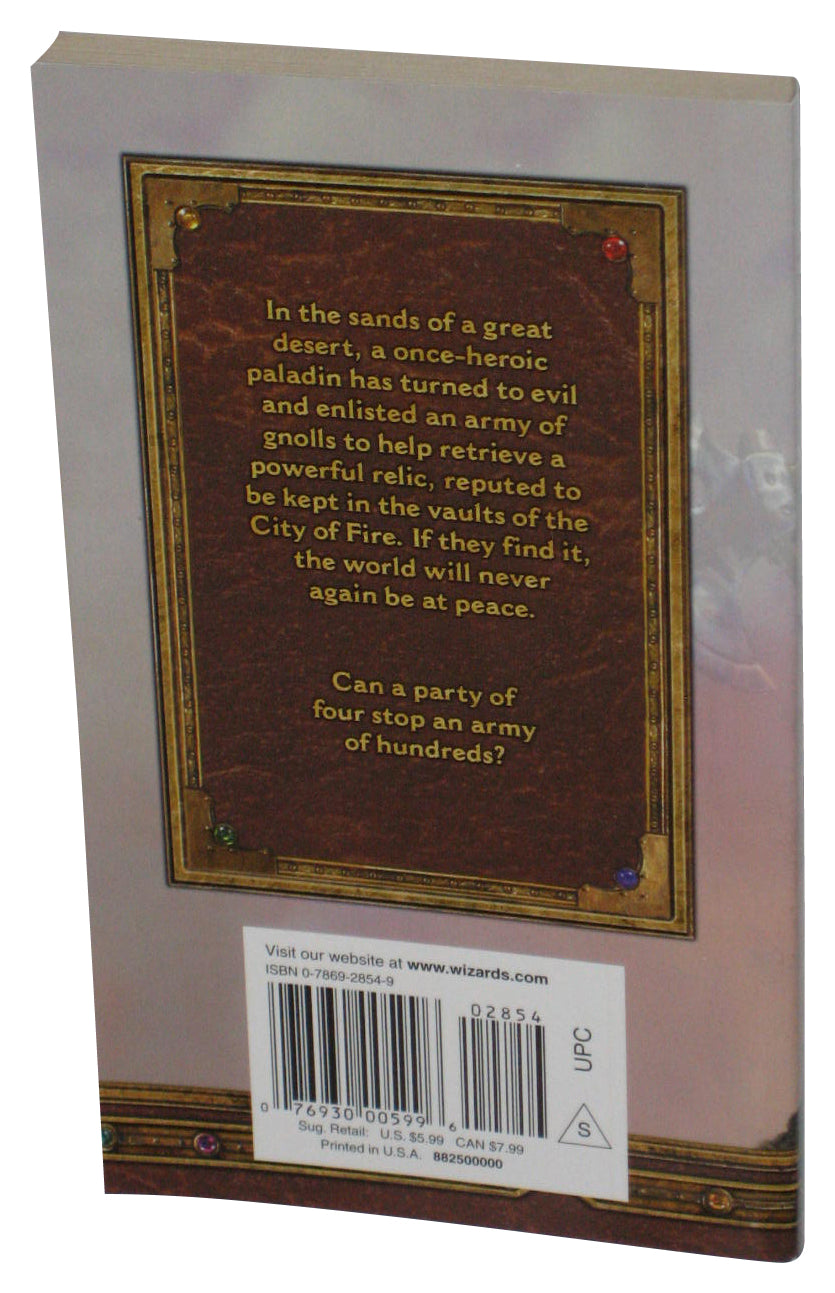 In the sands of a great
desert, a once-heroic
paladin has turned to evil
and enlisted an army of
gnolls to help retrieve a
powerful relic, reputed to
be kept in the vaults of the
City of Fire. If they find it,
the world will never
again be at peace.
Can a party of
four stop an army
of hundreds?
Visit our website at www.wizards.com
ISBN 0-7869-2854-9
02854
0 76930 00599 6
UPC
S
Sug. Retail: U.S. $5.99 CAN $7.99
Printed in U.S.A. 882500000